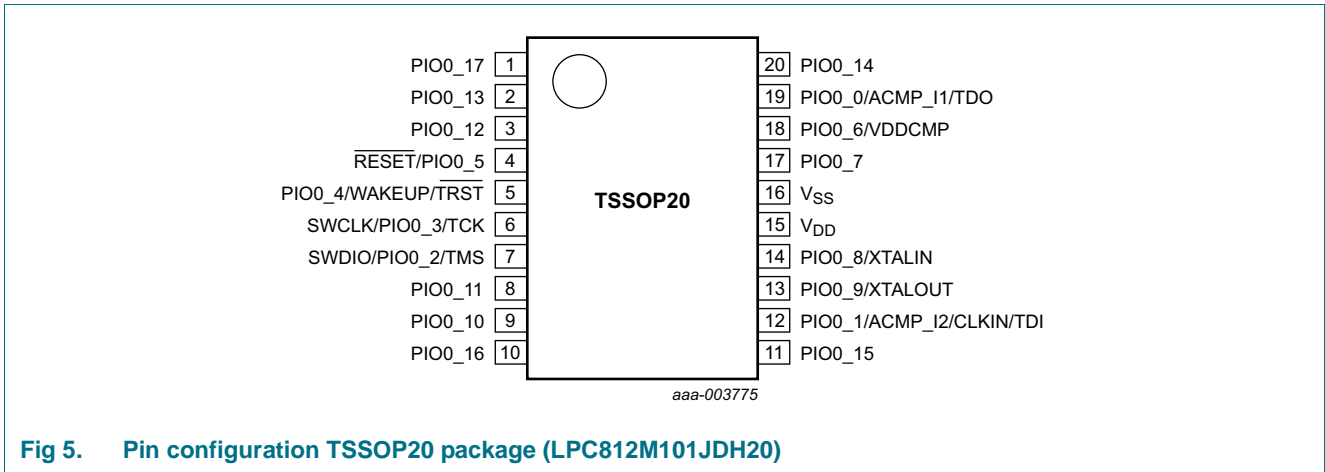 PIO0_17 1
PIO0_13 2
PIO0_12 3
RESET/PIO0_5 4
PIO0_4/WAKEUP/TRST 5
SWCLK/PIO0_3/TCK 6
SWDIO/PIO0_2/TMS 7
PIO0_11 8
PIO0_10 9
PIO0_16 10
TSSOP20
20 PIO0_14
19 PIO0_0/ACMP_I1/TDO
18 PIO0_6/VDDCMP
17 PIO0_7
16 VSS
15 VDD
14 PIO0_8/XTALIN
13 PIO0_9/XTALOUT
12 PIO0_1/ACMP_I2/CLKIN/TDI
11 PIO0_15
aaa-003775
Fig 5. Pin configuration TSSOP20 package (LPC812M101JDH20)